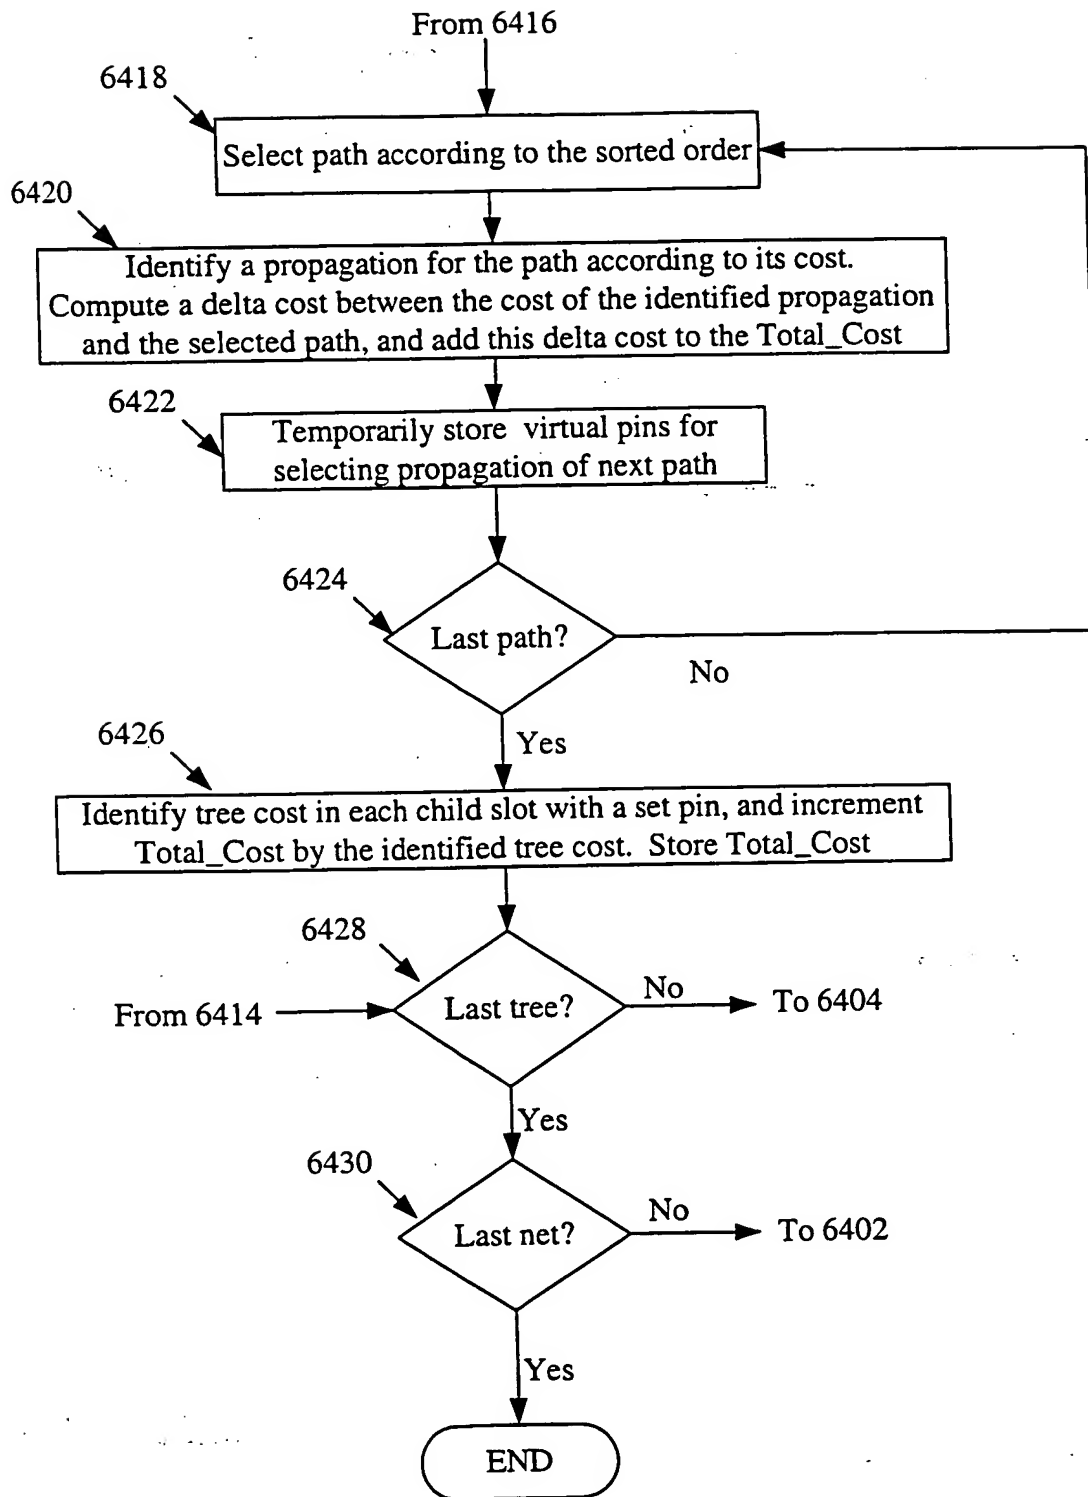 From 6416
6418
Select path according to the sorted order
6420
Identify a propagation for the path according to its cost.
Compute a delta cost between the cost of the identified propagation
and the selected path, and add this delta cost to the Total_Cost
6422
Temporarily store virtual pins for
selecting propagation of next path
6424
Last path?
No
Yes
6426
Identify tree cost in each child slot with a set pin, and increment
Total_Cost by the identified tree cost. Store Total_Cost
6428
From 6414
Last tree?
No
To 6404
Yes
6430
Last net?
No
To 6402
Yes
END